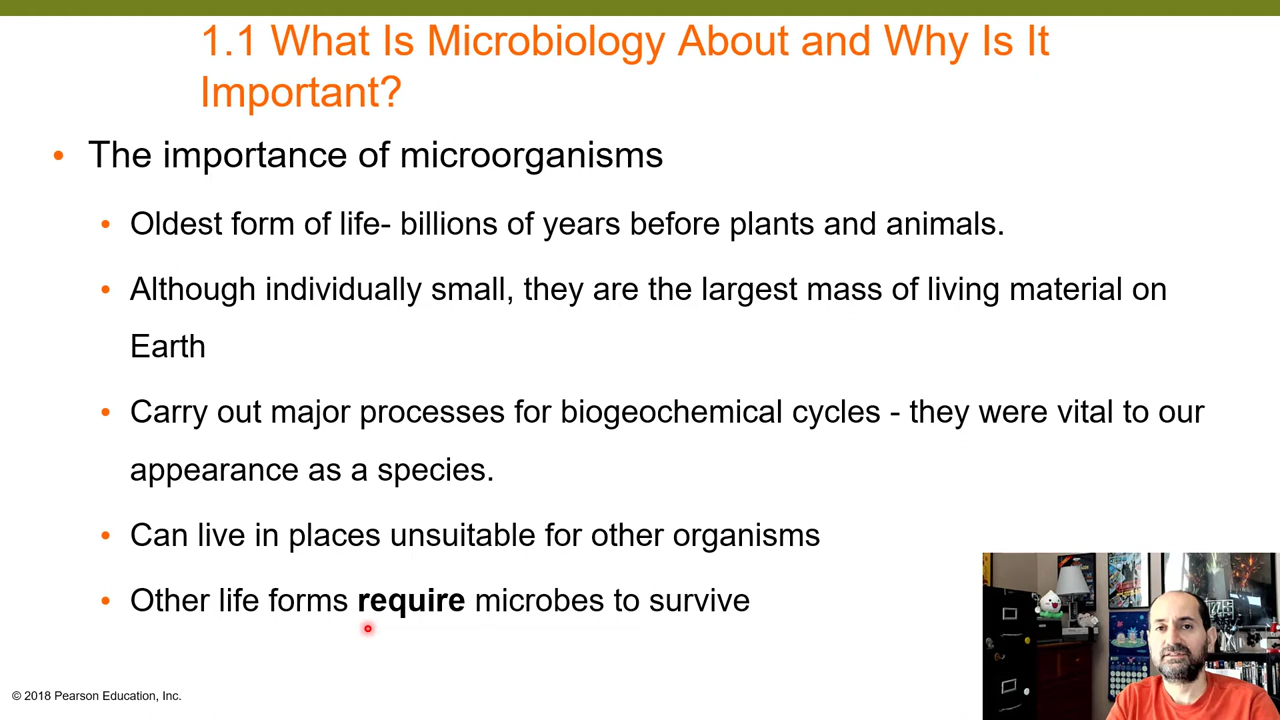 1.1 What Is Microbiology About and Why Is It
Important?
• The importance of microorganisms
• Oldest form of life- billions of years before plants and animals.
• Although individually small, they are the largest mass of living material on
Earth
• Carry out major processes for biogeochemical cycles - they were vital to our
appearance as a species.
• Can live in places unsuitable for other organisms
• Other life forms require microbes to survive
© 2018 Pearson Education, Inc.